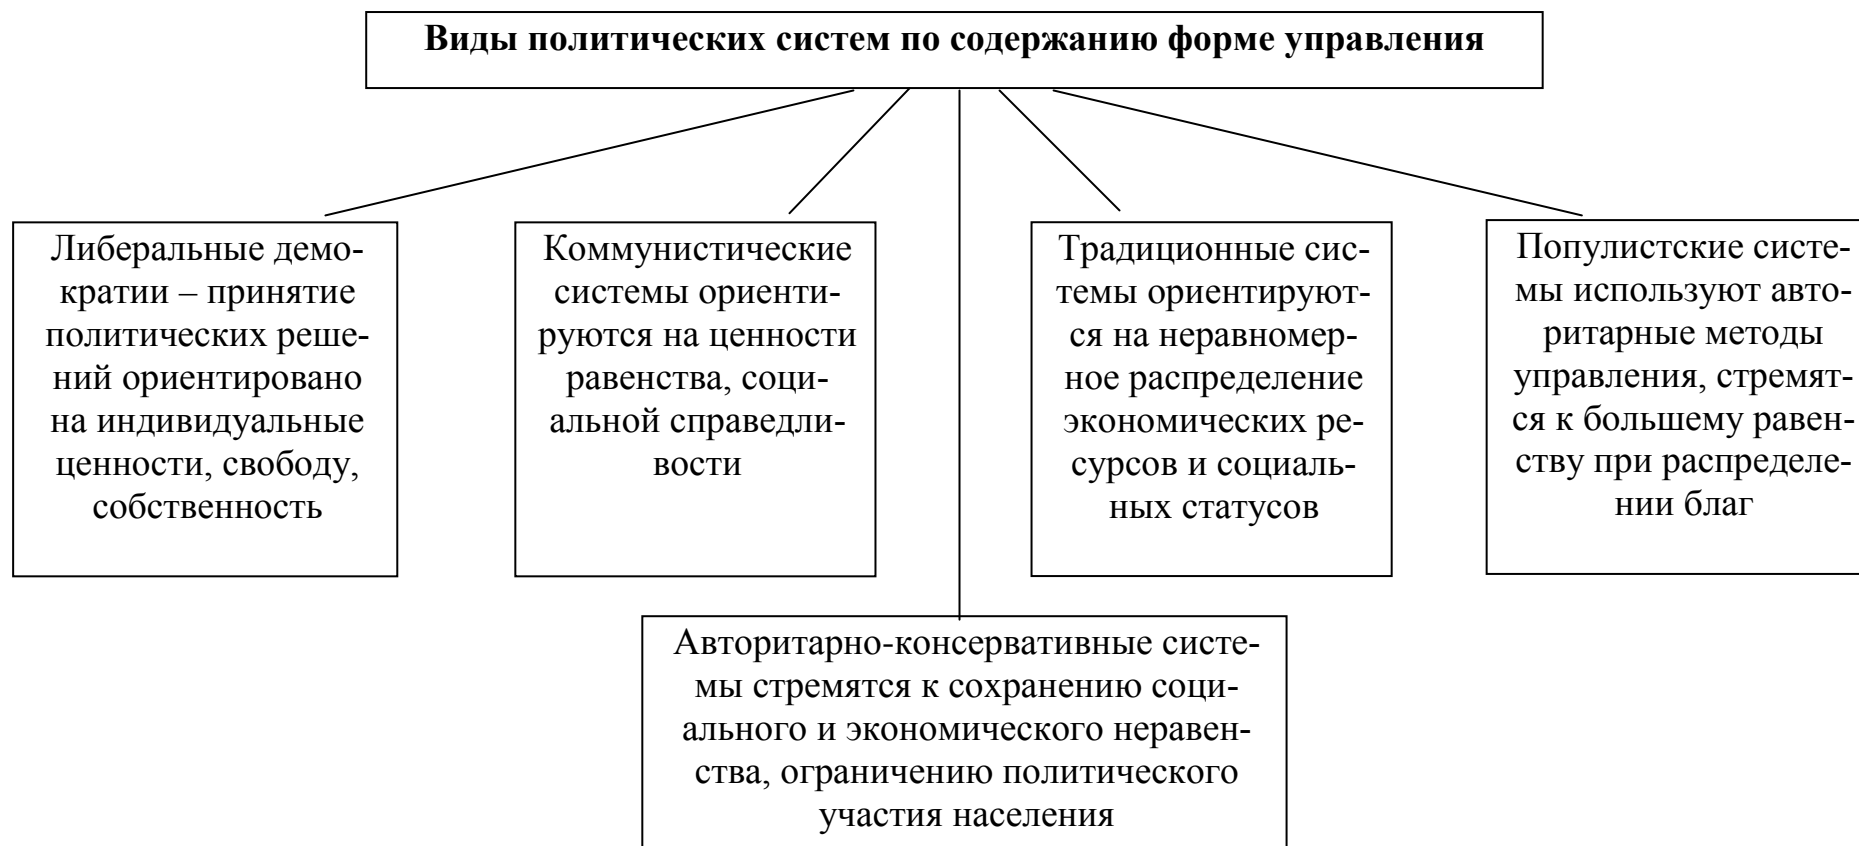 Виды политических систем по содержанию форме управления
Либеральные демо-
кратии – принятие
политических реше-
ний ориентировано
на индивидуальные
ценности, свободу,
собственность
Коммунистические
системы ориенти-
руются на ценности
равенства, соци-
альной справедли-
вости
Традиционные сис-
темы ориентируют-
ся на неравномер-
ное распределение
экономических ре-
сурсов и социаль-
ных статусов
Популистские систе-
мы используют авто-
ритарные методы
управления, стремят-
ся к большему равен-
ству при распределе-
нии благ
Авторитарно-консервативные систе-
мы стремятся к сохранению соци-
ального и экономического неравен-
ства, ограничению политического
участия населения